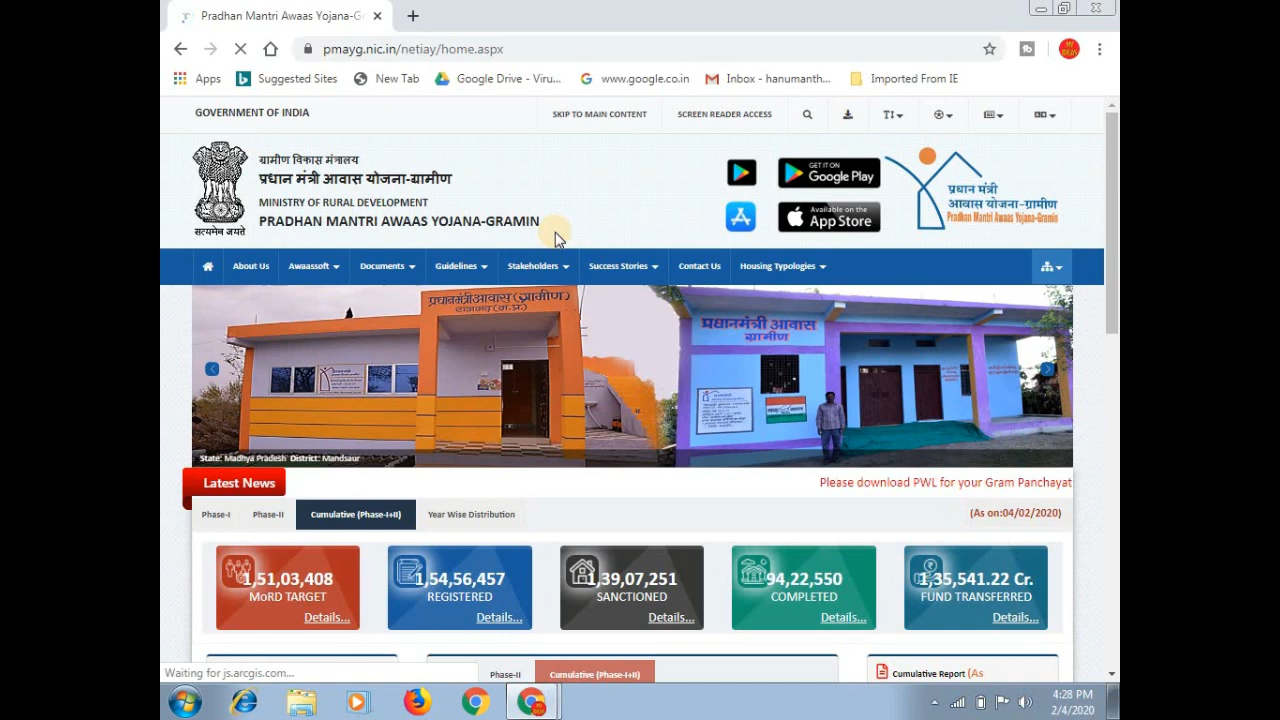 Pradhan Mantri Awaas Yojana-G
pmayg.nic.in/netiay/home.aspx
Apps
Suggested Sites
New Tab
Google Drive - Viru...
www.google.co.in
Inbox - hanumanth...
Imported From IE
GOVERNMENT OF INDIA
SKIP TO MAIN CONTENT
SCREEN READER ACCESS
ग्रामीण विकास मंत्रालय
प्रधान मंत्री आवास योजना-ग्रामीण
MINISTRY OF RURAL DEVELOPMENT
PRADHAN MANTRI AWAAS YOJANA-GRAMIN
सत्यमेव जयते
GET IT ON
Google Play
Available on the
App Store
प्रधान मंत्री
आवास योजना-ग्रामीण
Pradhan Mantri Awaas Yojna-Gramin
About Us
Awaassoft
Documents
Guidelines
Stakeholders
Success Stories
Contact Us
Housing Typologies
प्रधानमंत्री आवास (ग्रामीण)
प्रधानमंत्री आवास
ग्रामीण
State: Madhya Pradesh District: Mandsaur
Latest News
Please download PWL for your Gram Panchayat
Phase-I
Phase-II
Cumulative (Phase-I+II)
Year Wise Distribution
(As on:04/02/2020)
1,51,03,408
MoRD TARGET
Details...
1,54,56,457
REGISTERED
Details...
1,39,07,251
SANCTIONED
Details...
94,22,550
COMPLETED
Details...
1,35,541.22 Cr.
FUND TRANSFERRED
Details...
Phase-II
Cumulative (Phase-I+II)
Cumulative Report (As
Waiting for js.arcgis.com...
4:28 PM
2/4/2020